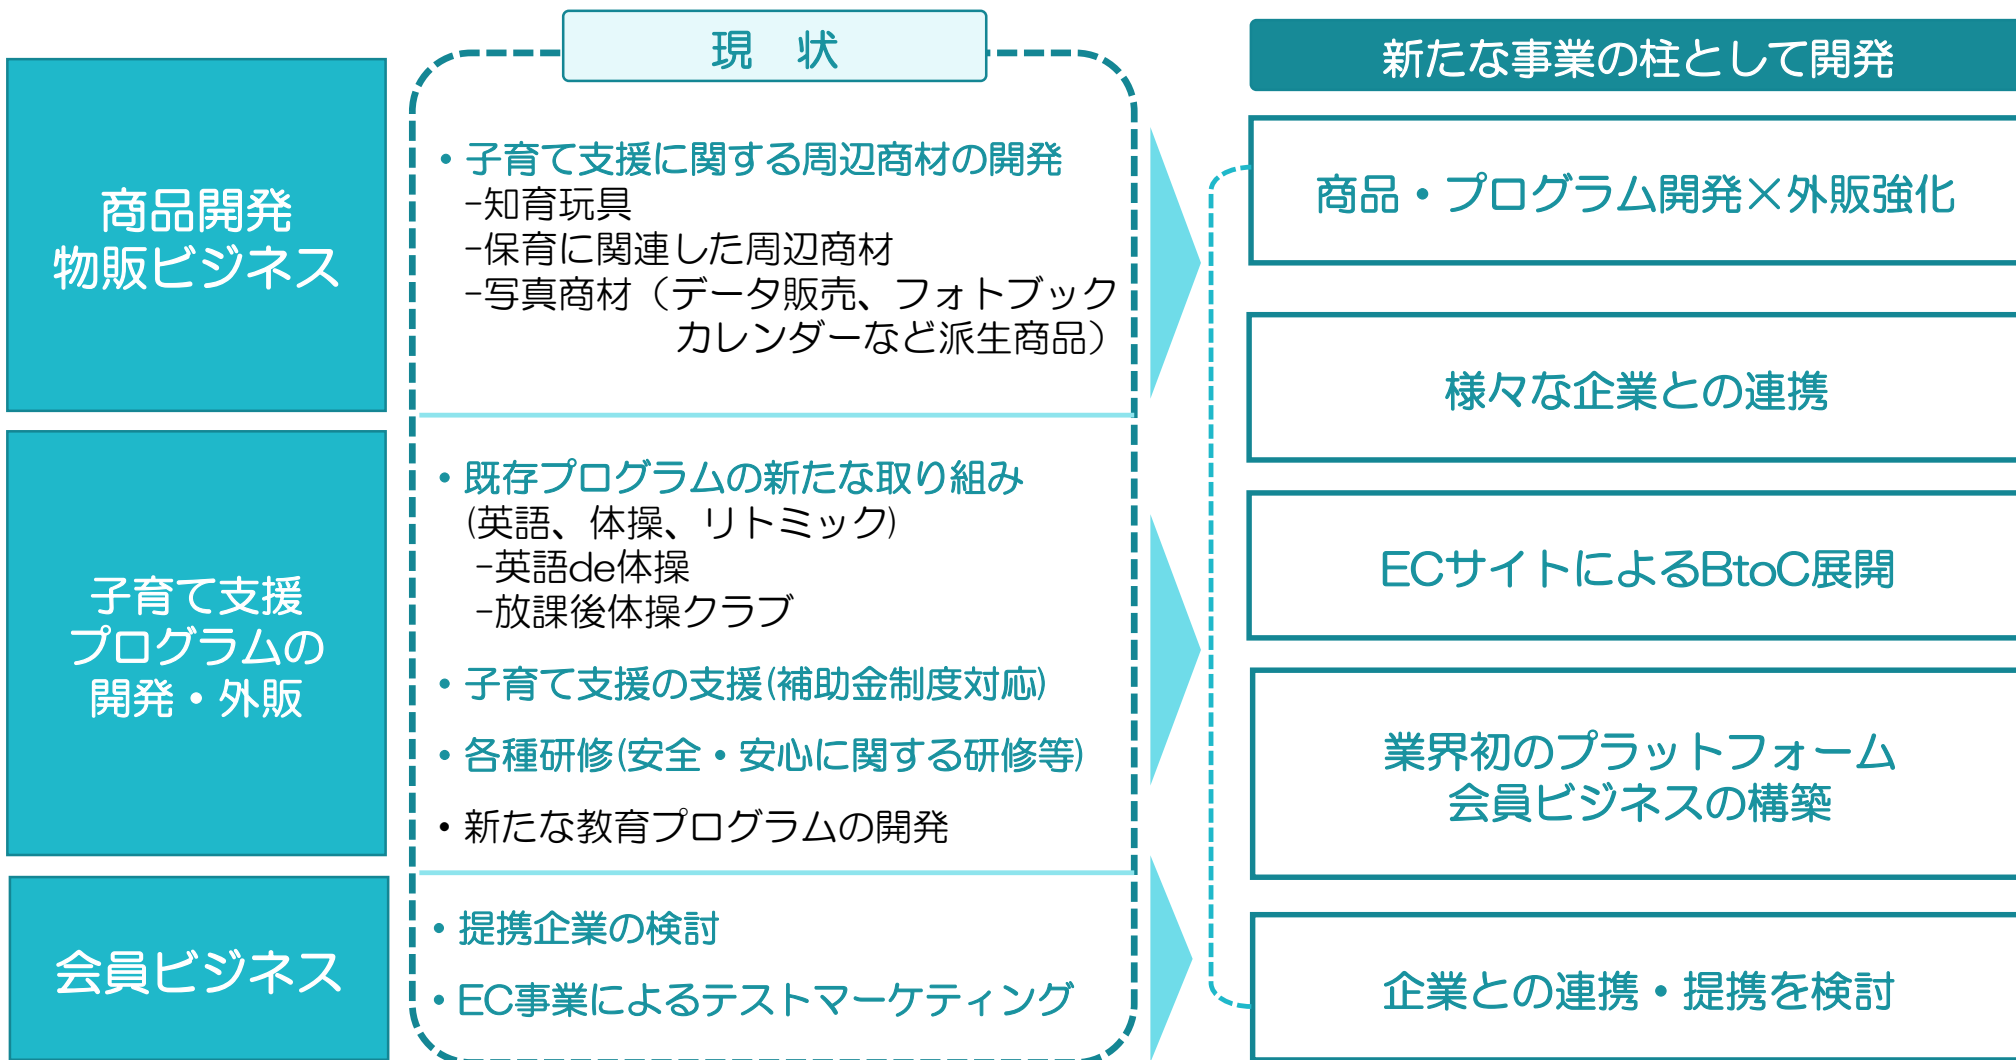 現　状
新たな事業の柱として開発
商品開発
物販ビジネス
・子育て支援に関する周辺商材の開発
-知育玩具
-保育に関連した周辺商材
-写真商材（データ販売、フォトブック
カレンダーなど派生商品）
子育て支援
プログラムの
開発・外販
・既存プログラムの新たな取り組み
(英語、体操、リトミック)
-英語de体操
-放課後体操クラブ
・子育て支援の支援(補助金制度対応)
・各種研修(安全・安心に関する研修等)
・新たな教育プログラムの開発
会員ビジネス
・提携企業の検討
・EC事業によるテストマーケティング
商品・プログラム開発×外販強化
様々な企業との連携
ECサイトによるBtoC展開
業界初のプラットフォーム
会員ビジネスの構築
企業との連携・提携を検討